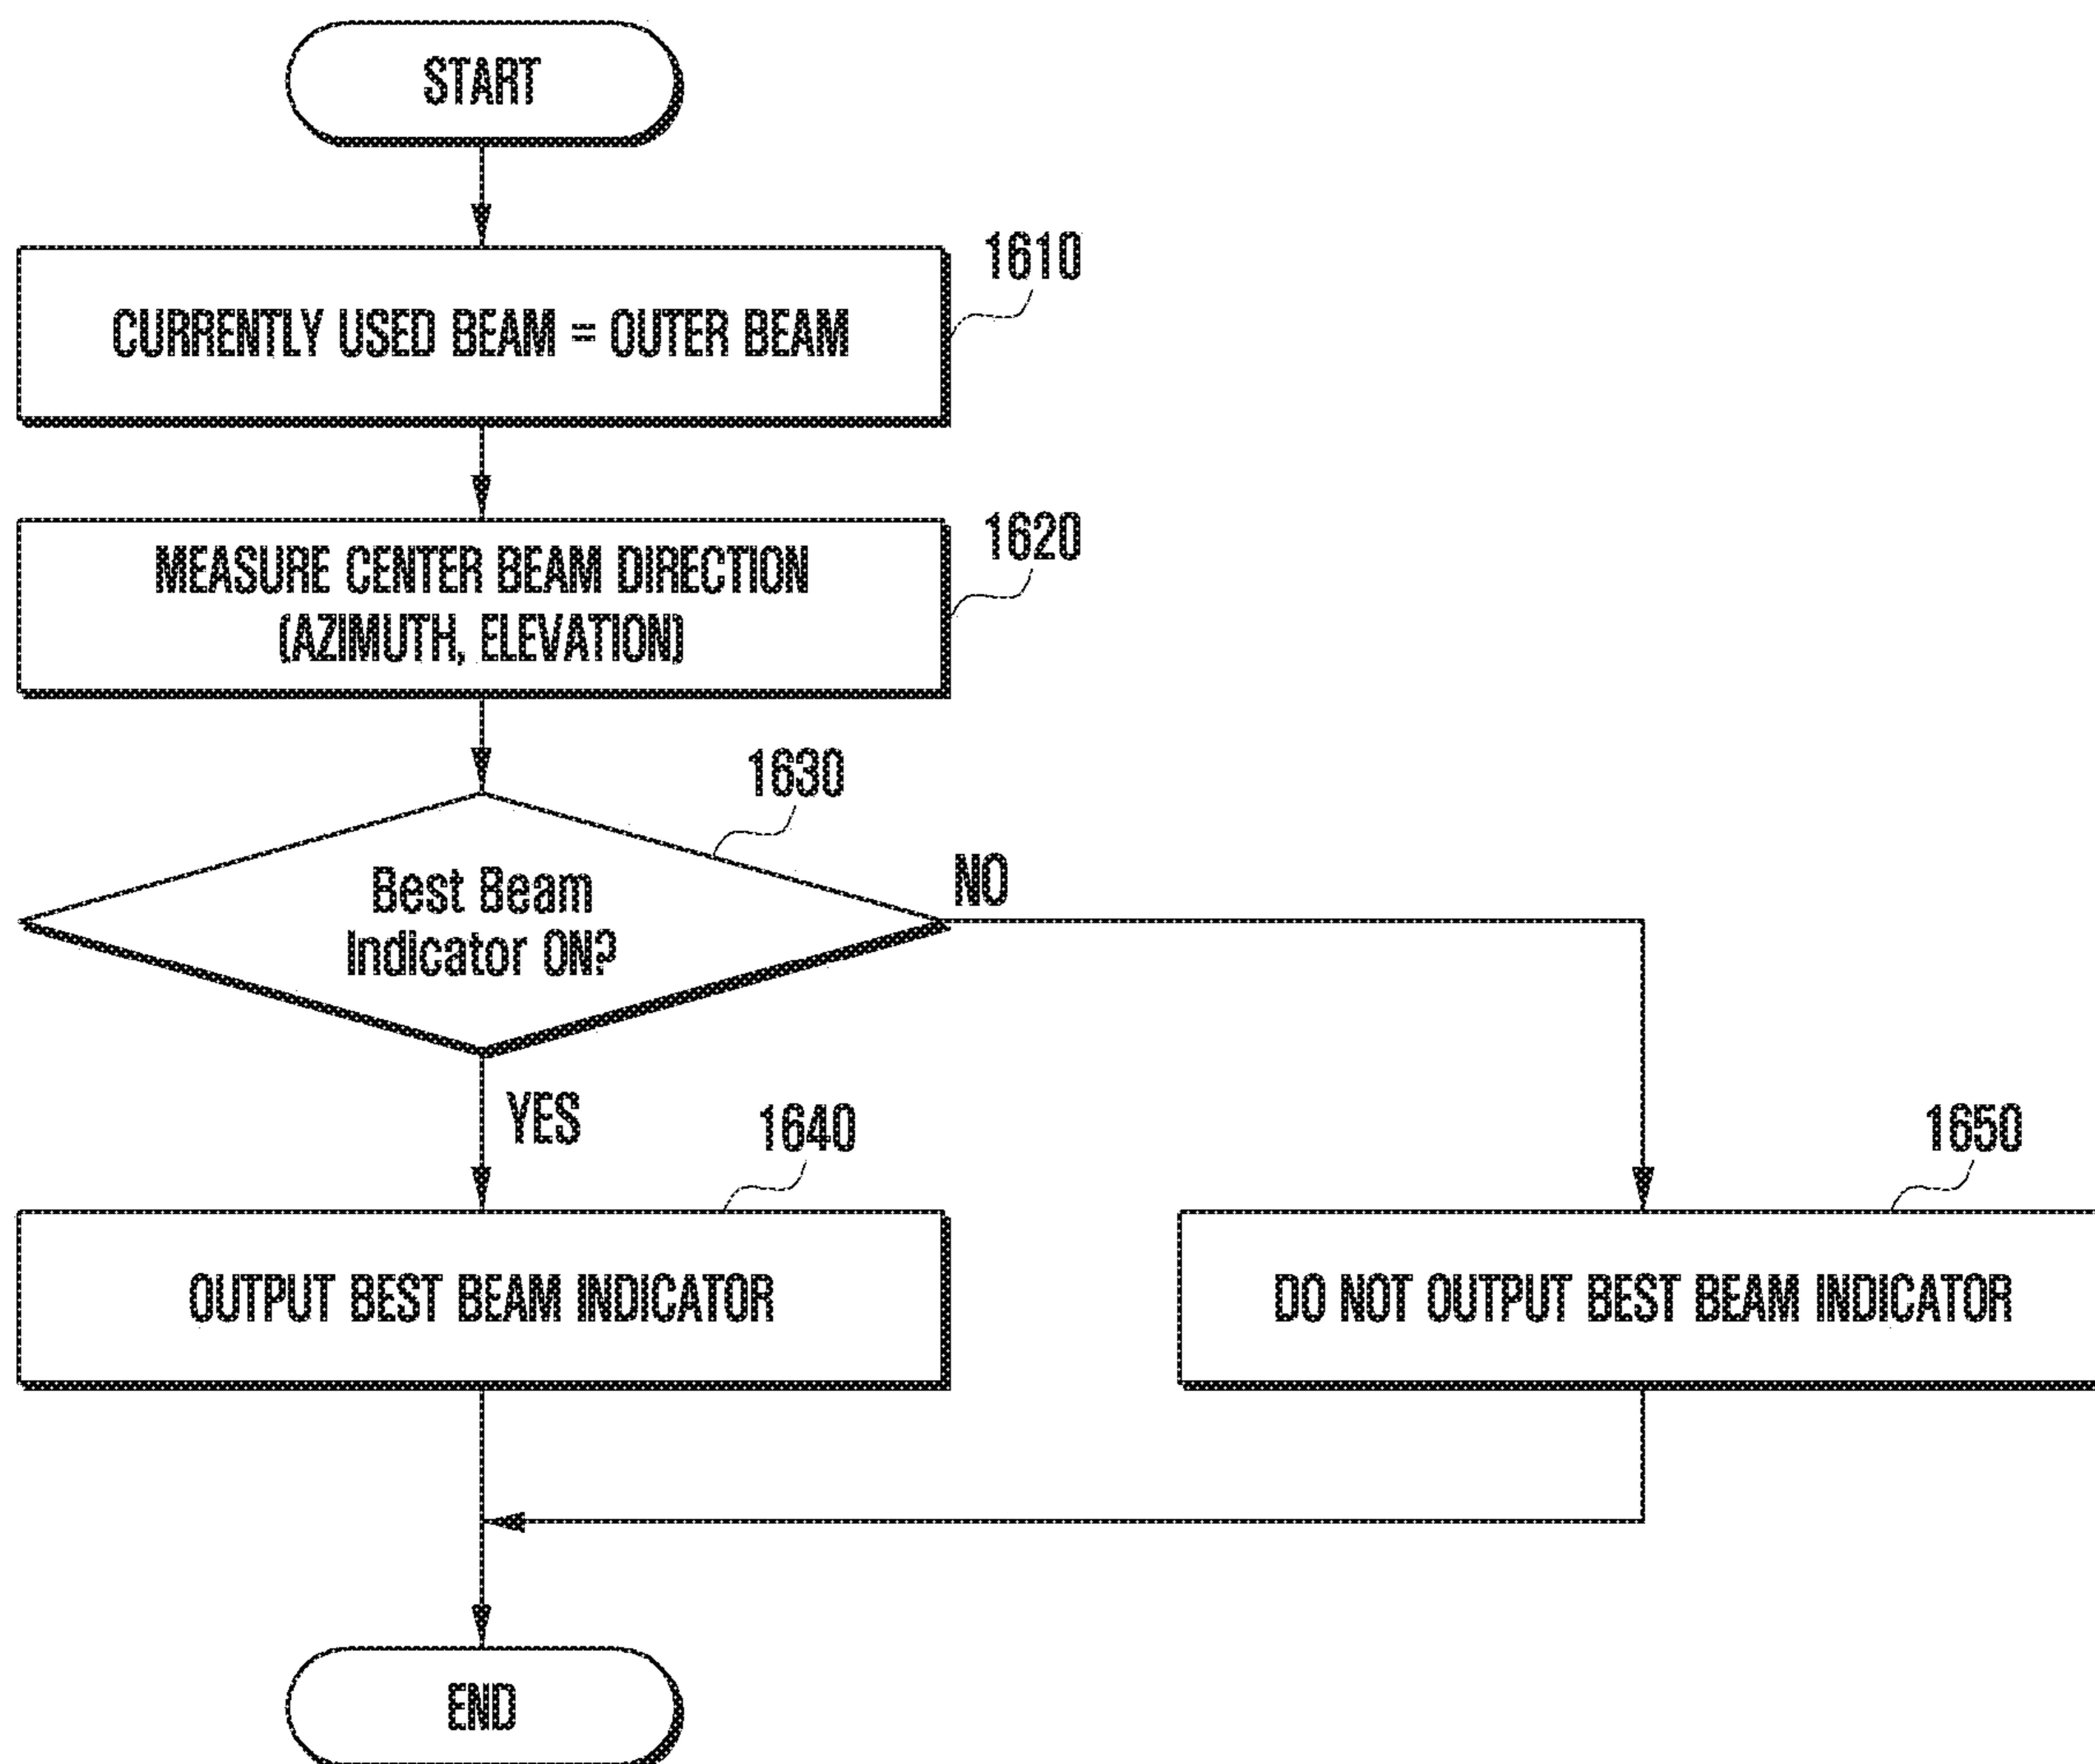 START
1610
CURRENTLY USED BEAM = OUTER BEAM
1620
MEASURE CENTER BEAM DIRECTION
(AZIMUTH, ELEVATION)
1630
Best Beam
Indicator ON?
NO
YES
1640
1650
OUTPUT BEST BEAM INDICATOR
DO NOT OUTPUT BEST BEAM INDICATOR
END